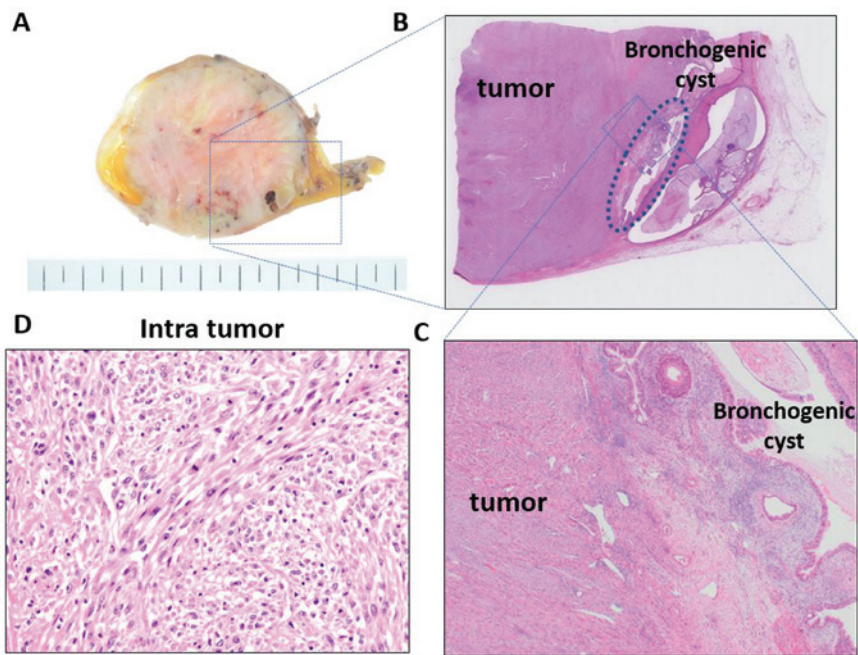 A
B
Bronchogenic
cyst
tumor
D
Intra tumor
C
Bronchogenic
cyst
tumor